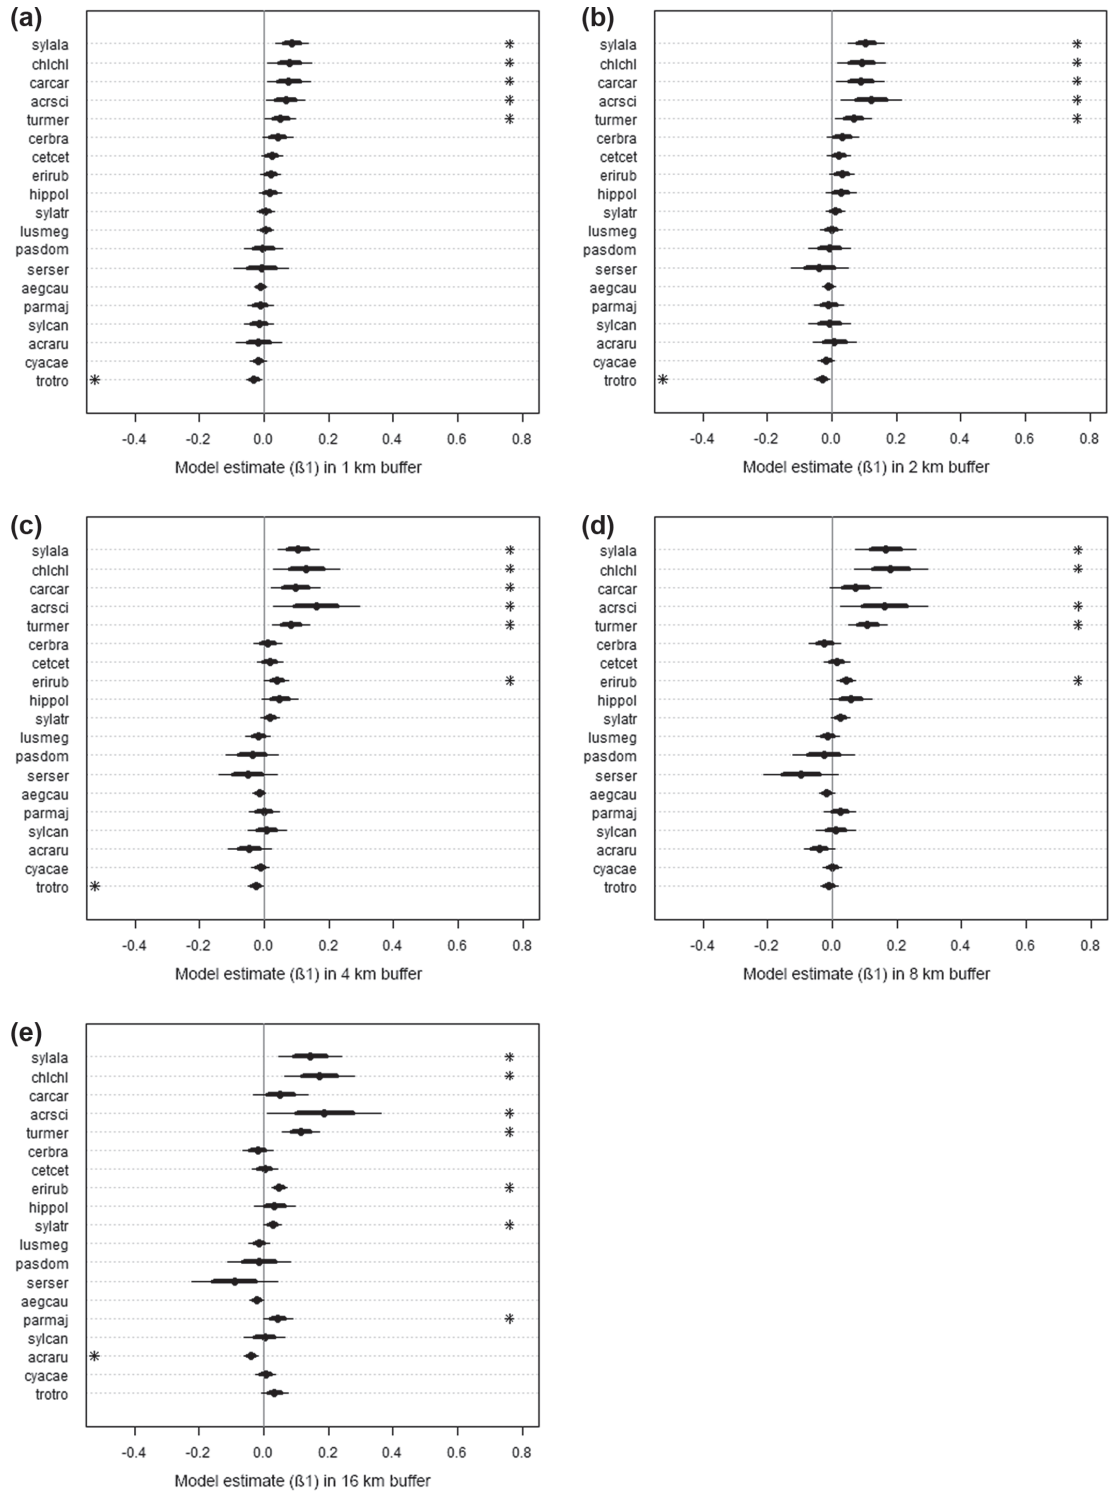 (a)
sylala *
chlchl *
carcar *
acrsci *
turmer *
cerbra
cetcet
erirub
hippol
sylatr
lusmeg
pasdom
serser
aegcau
parmaj
sylcan
acraru
cyacae
trotro *
-0.4 -0.2 0.0 0.2 0.4 0.6 0.8
Model estimate (ß1) in 1 km buffer
(b)
sylala *
chlchl *
carcar *
acrsci *
turmer *
cerbra
cetcet
erirub
hippol
sylatr
lusmeg
pasdom
serser
aegcau
parmaj
sylcan
acraru
cyacae
trotro *
-0.4 -0.2 0.0 0.2 0.4 0.6 0.8
Model estimate (ß1) in 2 km buffer
(c)
sylala *
chlchl *
carcar *
acrsci *
turmer *
cerbra
cetcet
erirub *
hippol
sylatr
lusmeg
pasdom
serser
aegcau
parmaj
sylcan
acraru
cyacae
trotro *
-0.4 -0.2 0.0 0.2 0.4 0.6 0.8
Model estimate (ß1) in 4 km buffer
(d)
sylala *
chlchl *
carcar
acrsci *
turmer *
cerbra
cetcet
erirub *
hippol
sylatr
lusmeg
pasdom
serser
aegcau
parmaj
sylcan
acraru
cyacae
trotro
-0.4 -0.2 0.0 0.2 0.4 0.6 0.8
Model estimate (ß1) in 8 km buffer
(e)
sylala *
chlchl *
carcar
acrsci *
turmer *
cerbra
cetcet
erirub *
hippol
sylatr *
lusmeg
pasdom
serser
aegcau
parmaj *
sylcan
acraru *
cyacae
trotro
-0.4 -0.2 0.0 0.2 0.4 0.6 0.8
Model estimate (ß1) in 16 km buffer